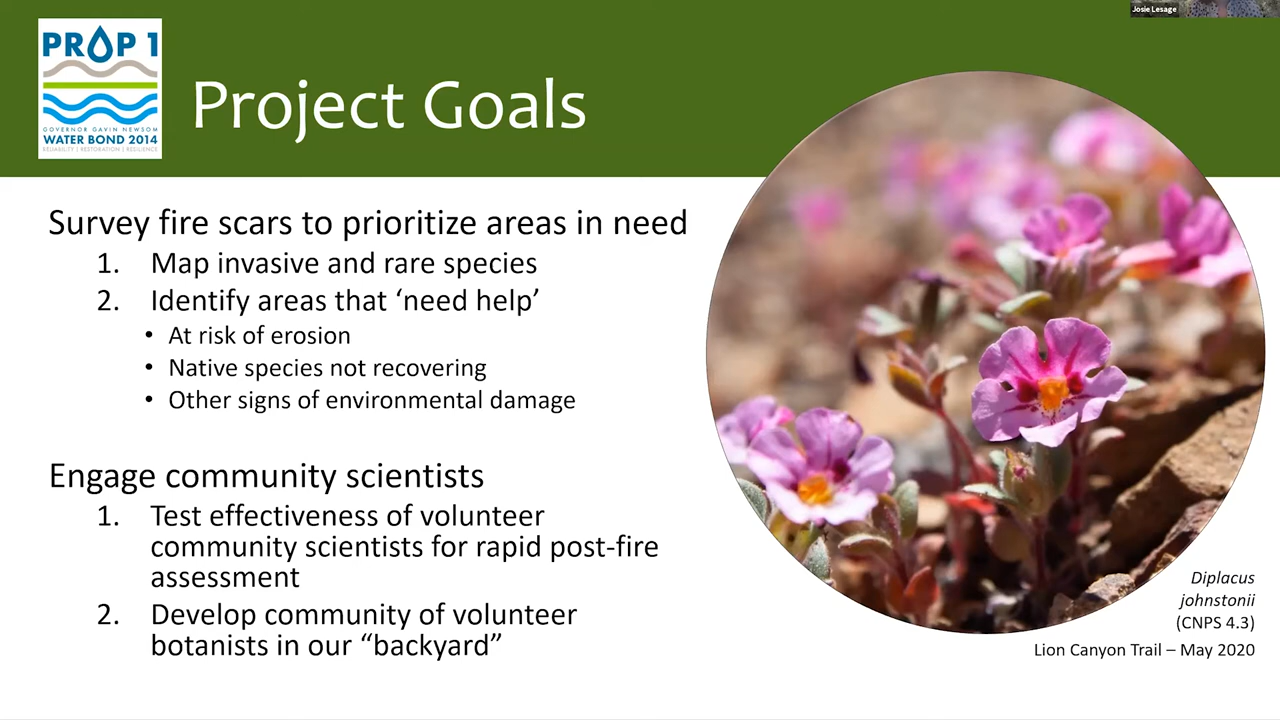 Josie Lesage
PROP 1
GOVERNOR GAVIN NEWSOM
WATER BOND 2014
RELIABILITY | RESTORATION | RESILIENCE
Project Goals
Survey fire scars to prioritize areas in need
1. Map invasive and rare species
2. Identify areas that ‘need help’
• At risk of erosion
• Native species not recovering
• Other signs of environmental damage
Engage community scientists
1. Test effectiveness of volunteer
community scientists for rapid post-fire
assessment
2. Develop community of volunteer
botanists in our “backyard”
Diplacus
johnstonii
(CNPS 4.3)
Lion Canyon Trail – May 2020